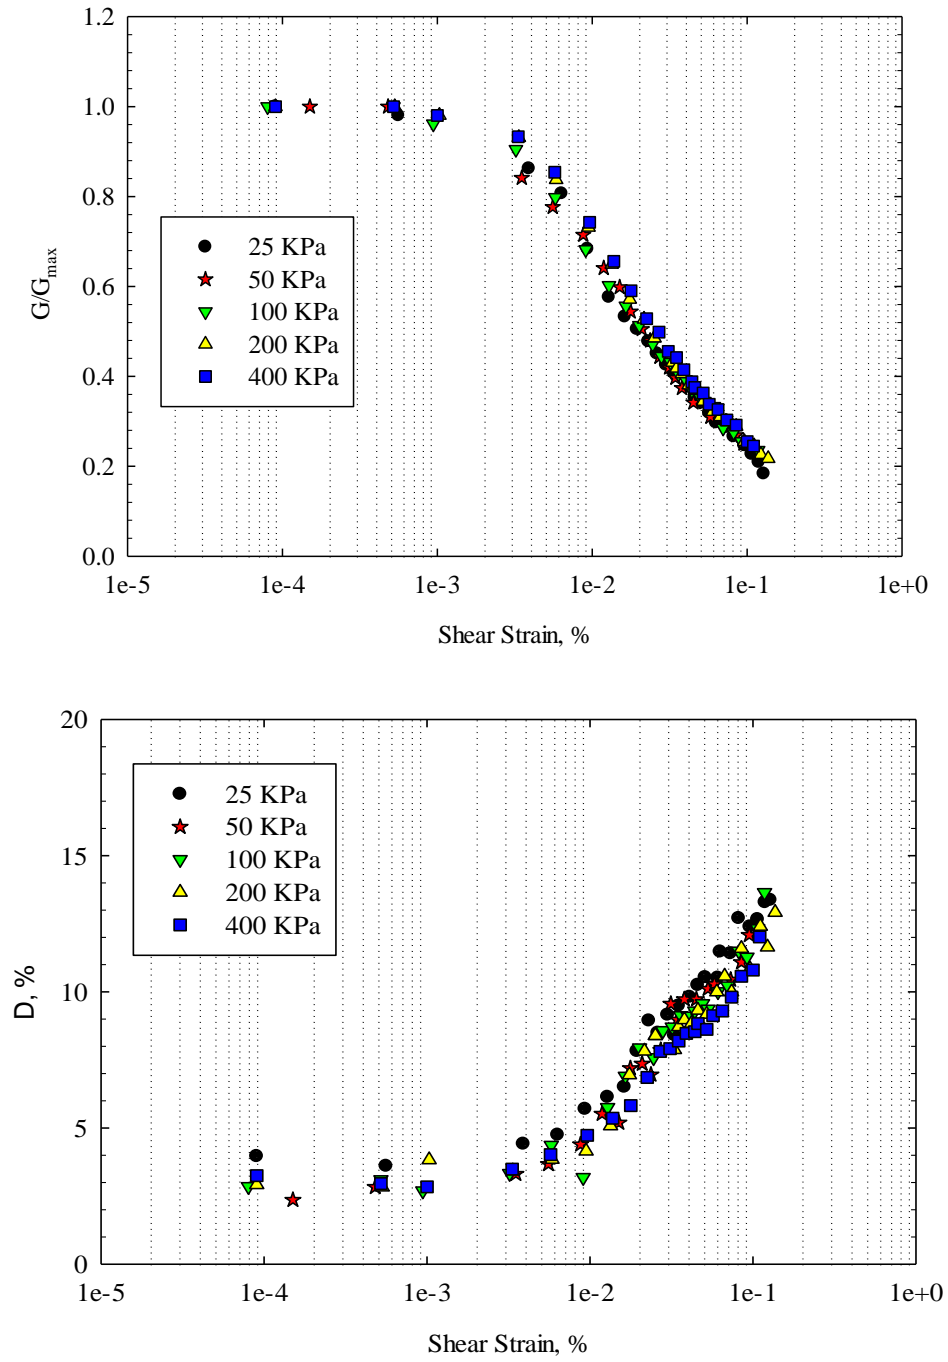 1.2
1.0
0.8
0.6
0.4
0.2
0.0
G/Gmax
25 KPa
50 KPa
100 KPa
200 KPa
400 KPa
1e-5 1e-4 1e-3 1e-2 1e-1 1e+0
Shear Strain, %
20
15
10
5
0
D, %
25 KPa
50 KPa
100 KPa
200 KPa
400 KPa
1e-5 1e-4 1e-3 1e-2 1e-1 1e+0
Shear Strain, %